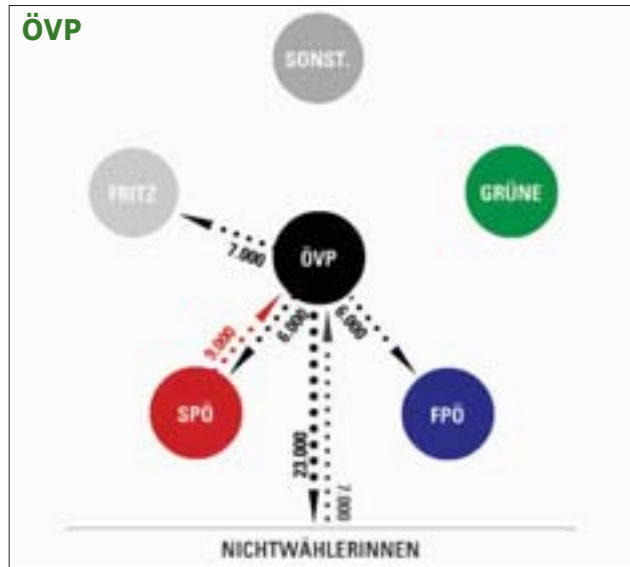 ÖVP
SONST.
FRITZ
GRÜNE
ÖVP
7.000
9.000
6.000
6.000
SPÖ
FPÖ
23.000
7.000
NICHTWÄHLERINNEN